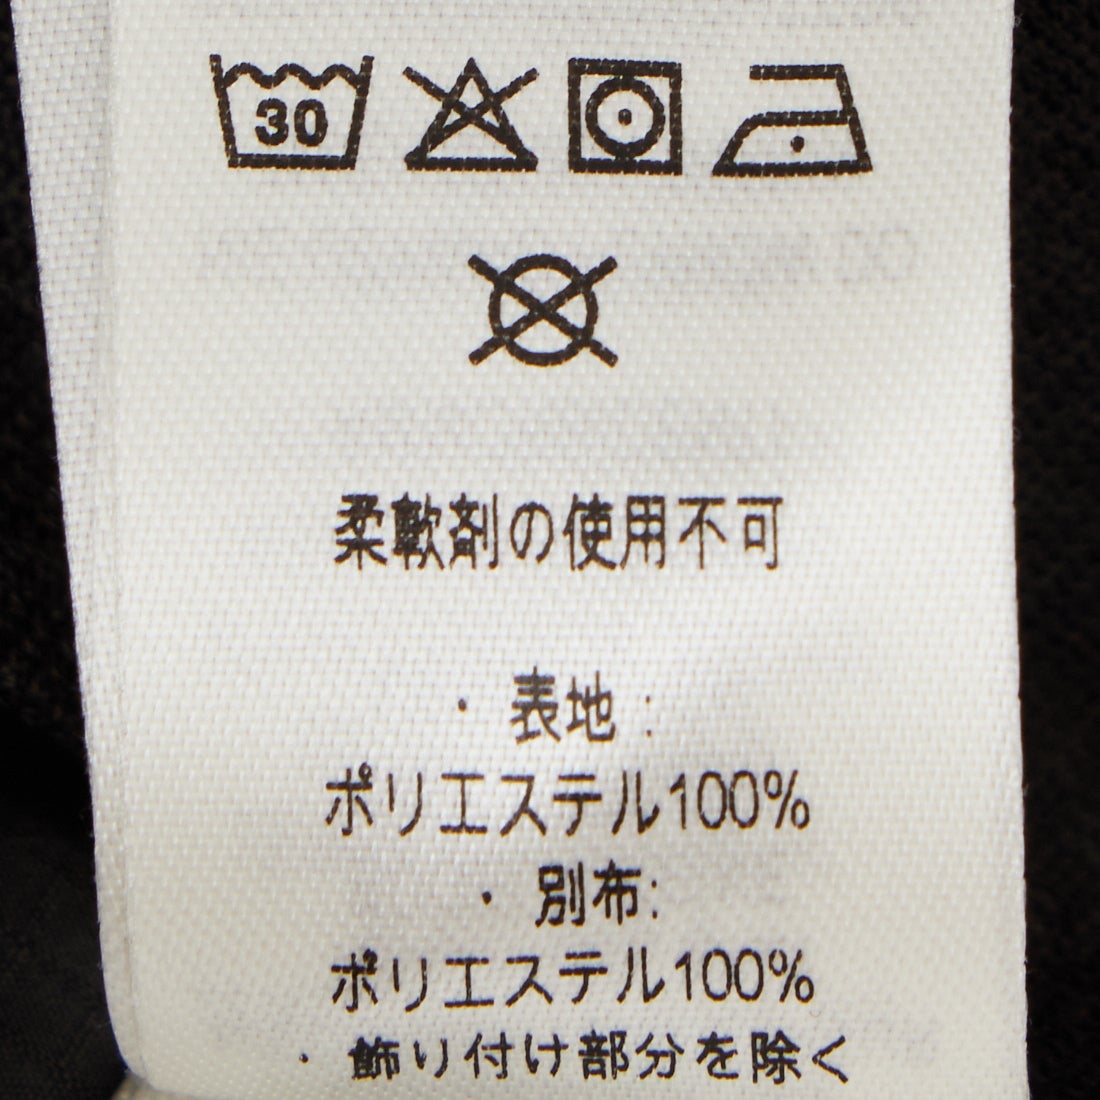 30
柔軟剤の使用不可
・ 表地 :
ポリエステル100%
・ 別布:
ポリエステル100%
・ 飾り付け部分を除く